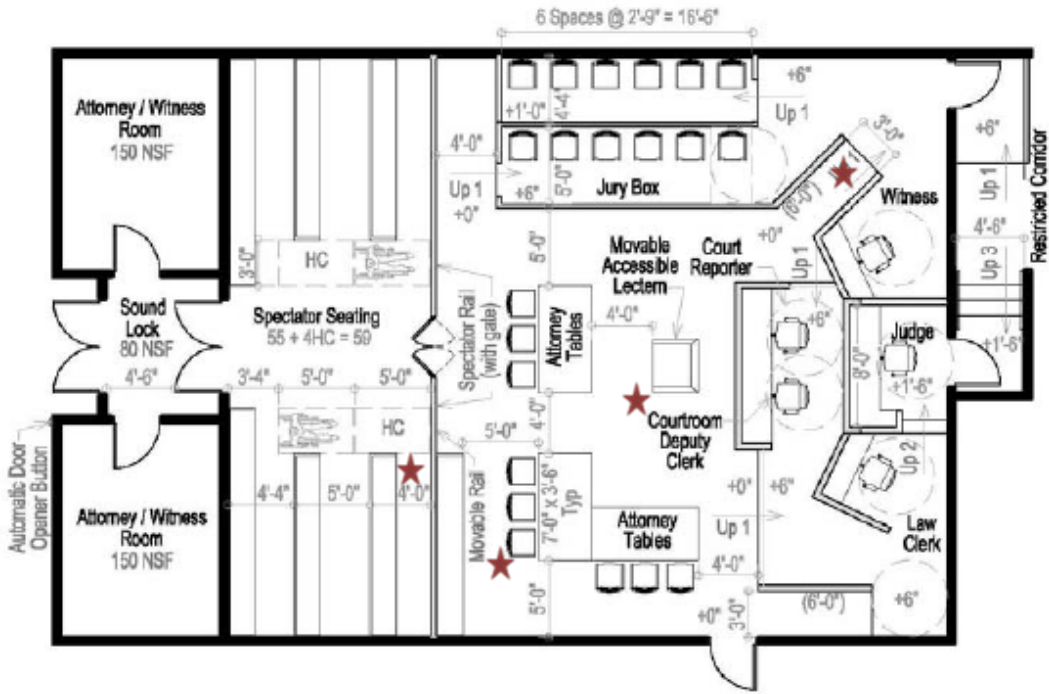 6 Spaces @ 2'-9" = 16'-6"
Attorney / Witness
Room
150 NSF
+1'-0"
4'-4"
+6"
Up 1
4'-0"
Up 1
+6"
+0"
5'-0"
Jury Box
3'-0"
(6'-0")
Witness
+0"
Up 1
+6"
Up 1
Restricted Corridor
4'-6"
Up 3
+1'-6"
3'-0"
HC
5'-0"
Movable
Accessible
Lectern
Court
Reporter
Sound
Lock
80 NSF
Spectator Seating
55 + 4HC = 59
Spectator Rail
(with gate)
Attorney
Tables
4'-0"
+6"
Judge
8'-0"
+1'-6"
4'-6"
3'-4"
5'-0"
5'-0"
HC
5'-0"
4'-0"
Courtroom
Deputy
Clerk
Up 2
Automatic Door
Opener Button
4'-4"
5'-0"
4'-0"
Movable Rail
7'-0" x 3'-6"
Typ
+0"
+6"
Attorney / Witness
Room
150 NSF
Attorney
Tables
Up 1
Law
Clerk
4'-0"
5'-0"
+0"
3'-0"
(6'-0")
+6"